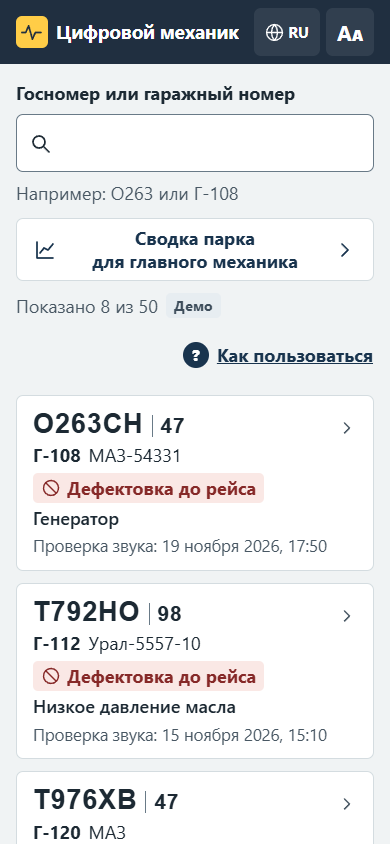 Цифровой механик
RU
Аа
Госномер или гаражный номер
Например: О263 или Г-108
Сводка парка
для главного механика
Показано 8 из 50
Демо
? Как пользоваться
О263СН | 47
Г-108 МАЗ-54331
Дефектовка до рейса
Генератор
Проверка звука: 19 ноября 2026, 17:50
Т792НО | 98
Г-112 Урал-5557-10
Дефектовка до рейса
Низкое давление масла
Проверка звука: 15 ноября 2026, 15:10
Т976ХВ | 47
Г-120 МАЗ